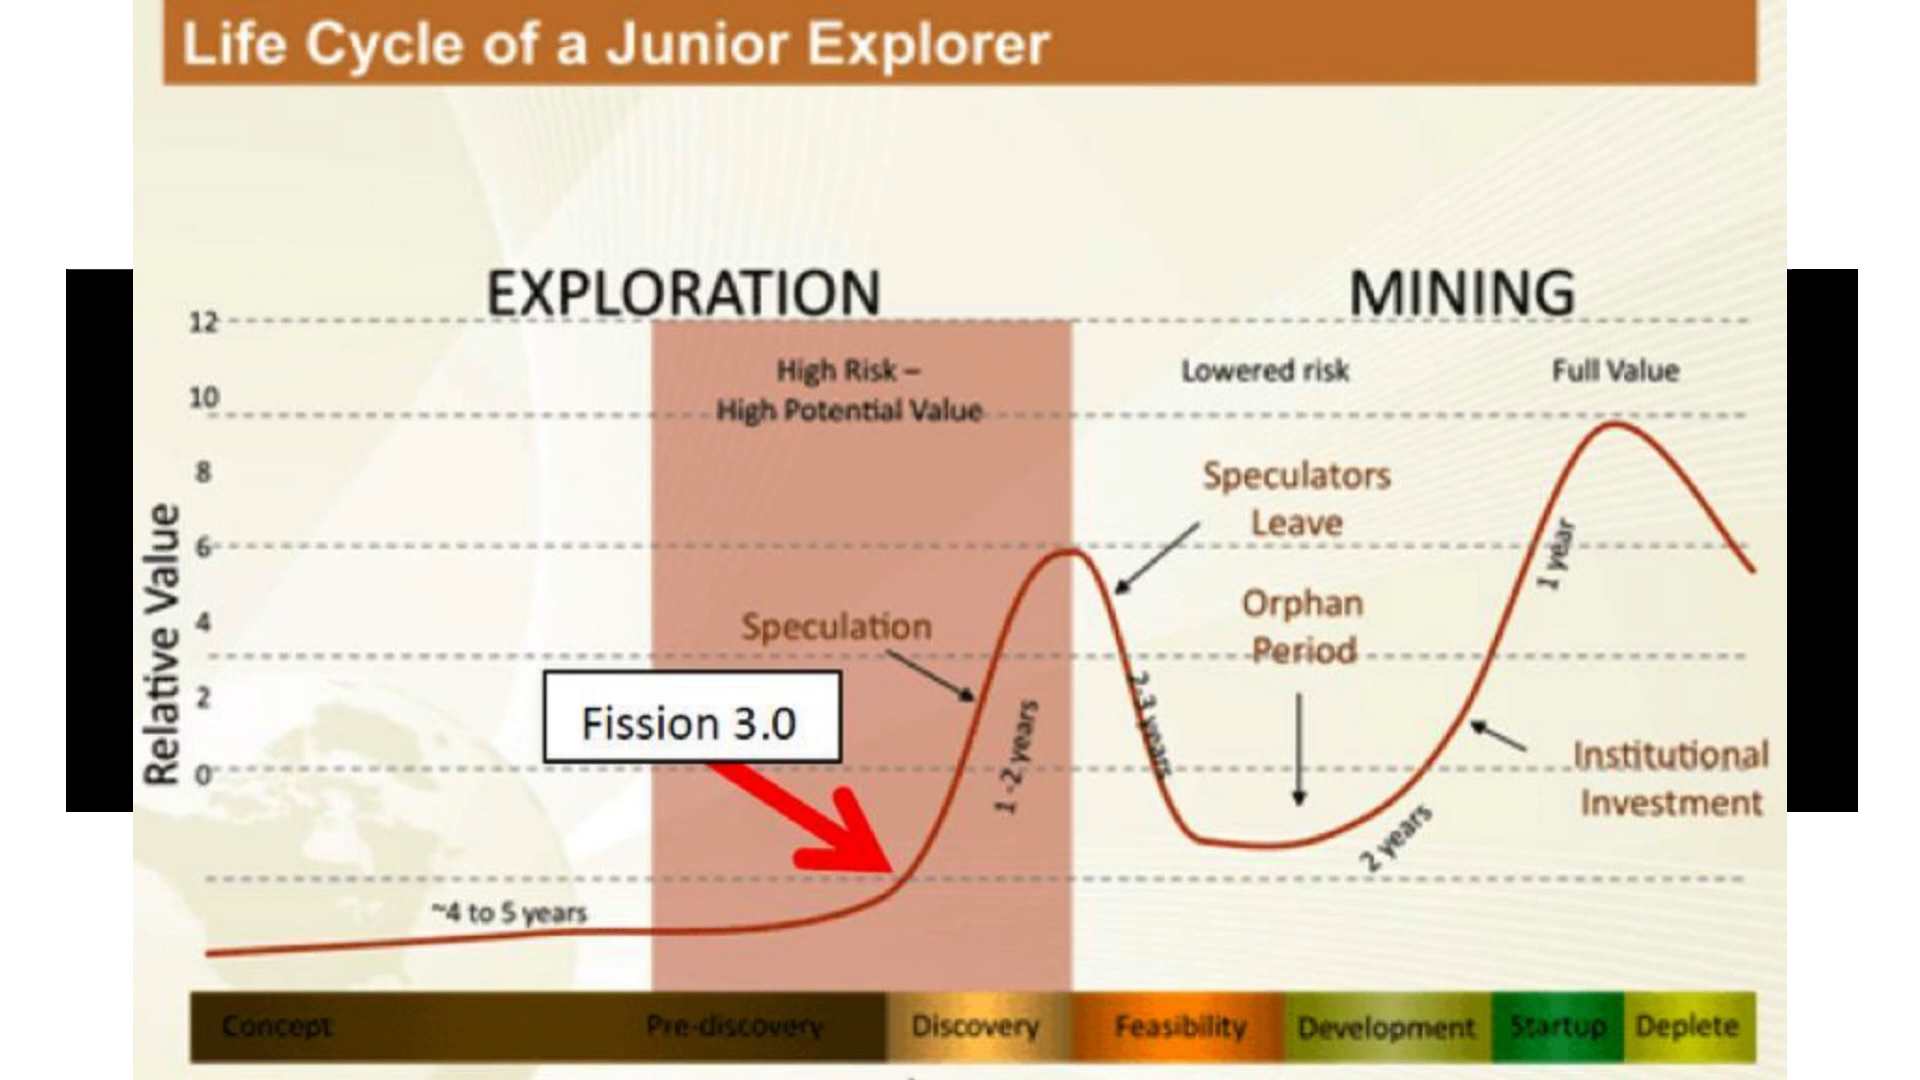 Life Cycle of a Junior Explorer
EXPLORATION
MINING
12
10
8
6
4
2
0
Relative Value
High Risk –
High Potential Value
Lowered risk
Full Value
Speculators
Leave
Orphan
Period
Speculation
Fission 3.0
Institutional
Investment
~4 to 5 years
1 -2 years
2-3 years
2 years
1 year
Concept
Pre-discovery
Discovery
Feasibility
Development
Startup
Deplete